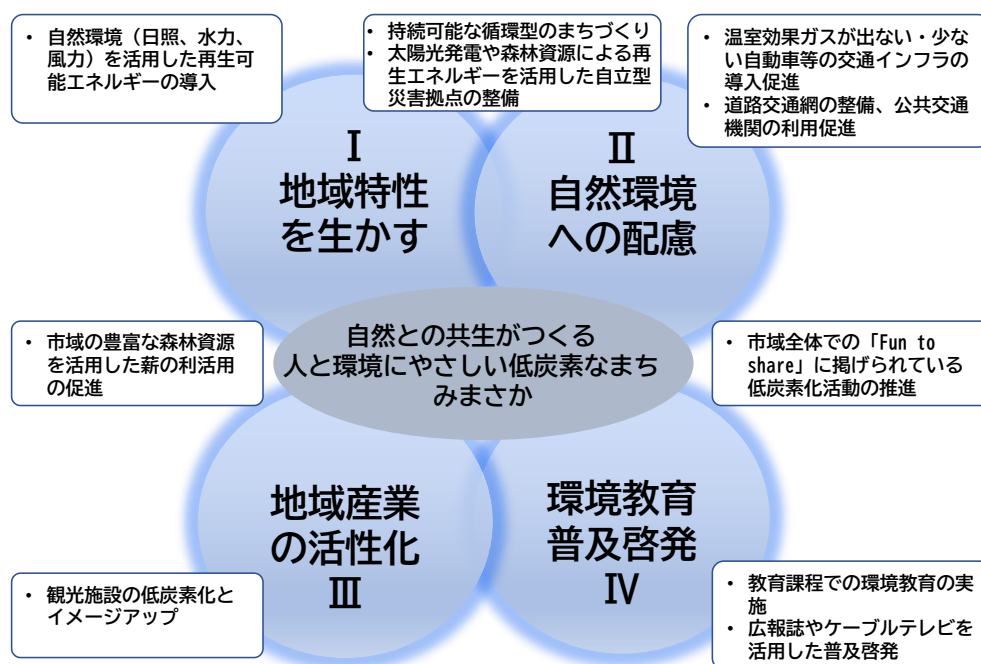 • 自然環境（日照、水力、
風力）を活用した再生可
能エネルギーの導入
• 持続可能な循環型のまちづくり
• 太陽光発電や森林資源による再
生エネルギーを活用した自立型
災害拠点の整備
• 温室効果ガスが出ない・少な
い自動車等の交通インフラの
導入促進
• 道路交通網の整備、公共交通
機関の利用促進
Ⅰ
地域特性
を生かす
Ⅱ
自然環境
への配慮
• 市域の豊富な森林資源
を活用した薪の利活用
の促進
自然との共生がつくる
人と環境にやさしい低炭素なまち
みまさか
• 市域全体での「Fun to
share」に掲げられている
低炭素化活動の推進
地域産業
の活性化
Ⅲ
環境教育
普及啓発
Ⅳ
• 観光施設の低炭素化と
イメージアップ
• 教育課程での環境教育の実
施
• 広報誌やケーブルテレビを
活用した普及啓発